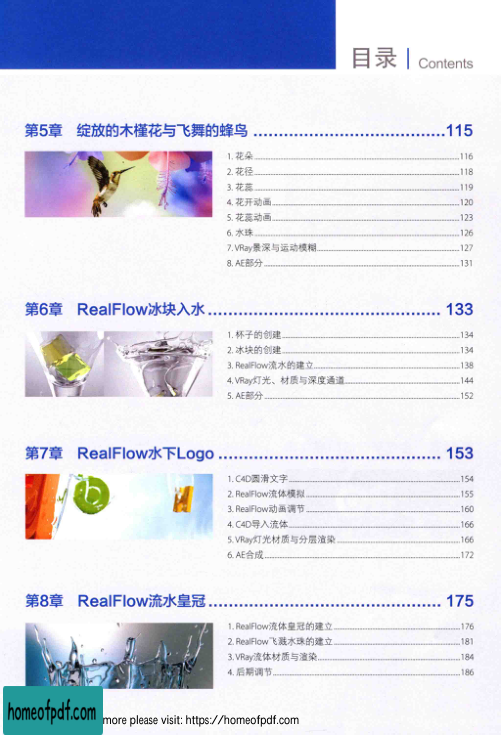 目录 | Contents
第5章 绽放的木槿花与飞舞的蜂鸟 ......................................115
1. 花朵 ......116
2. 花径 ......118
3. 花蕊 ......119
4. 花开动画 ......120
5. 花蕊动画 ......123
6. 水珠 ......126
7. VRay景深与运动模糊 ......127
8. AE部分 ......131
第6章 RealFlow冰块入水 .............................................. 133
1. 杯子的创建 ......134
2. 冰块的创建 ......134
3. RealFlow流水的建立 ......138
4. VRay灯光、材质与深度通道 ......144
5. AE部分 ......152
第7章 RealFlow水下Logo ............................................ 153
1. C4D圆滑文字 ......154
2. RealFlow流体模拟 ......155
3. RealFlow动画调节 ......160
4. C4D导入流体 ......166
5. VRay灯光材质与分层渲染 ......166
6. AE合成 ......172
第8章 RealFlow流水皇冠 .............................................. 175
1. RealFlow流体皇冠的建立 ......176
2. RealFlow飞溅水珠的建立 ......181
3. VRay流体材质与渲染 ......184
4. 后期调节 ......186
homeofpdf.com
more please visit: https://homeofpdf.com